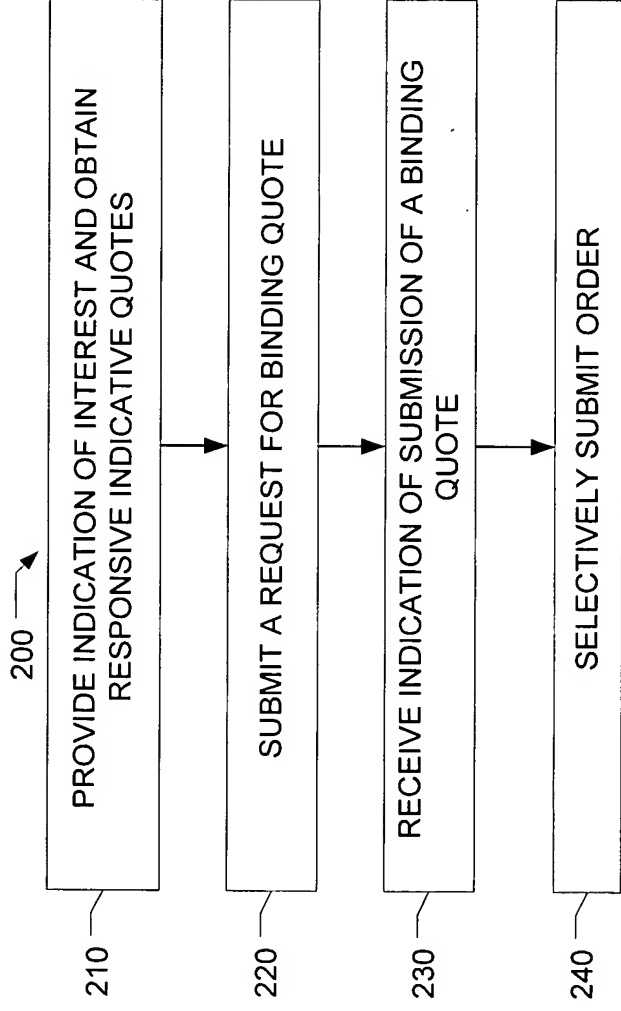 200
210
PROVIDE INDICATION OF INTEREST AND OBTAIN
RESPONSIVE INDICATIVE QUOTES
220
SUBMIT A REQUEST FOR BINDING QUOTE
230
RECEIVE INDICATION OF SUBMISSION OF A BINDING
QUOTE
240
SELECTIVELY SUBMIT ORDER